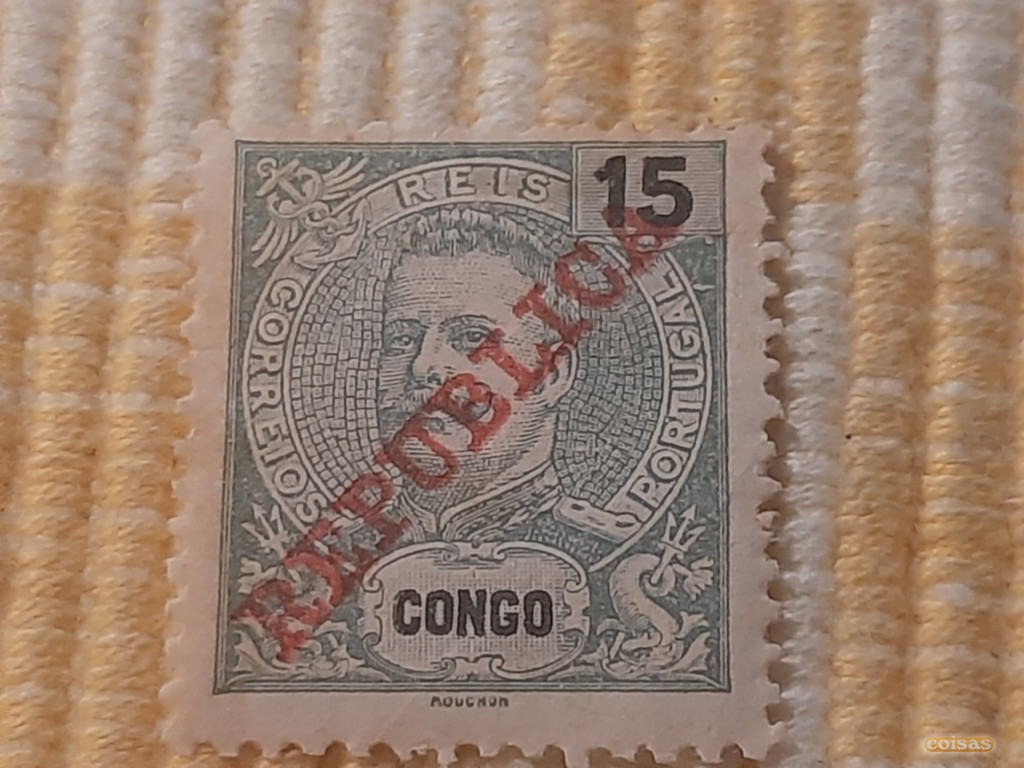 REIS
15
CORREIOS
PORTUGAL
REPUBLICA
CONGO
MOUCHON
coisas